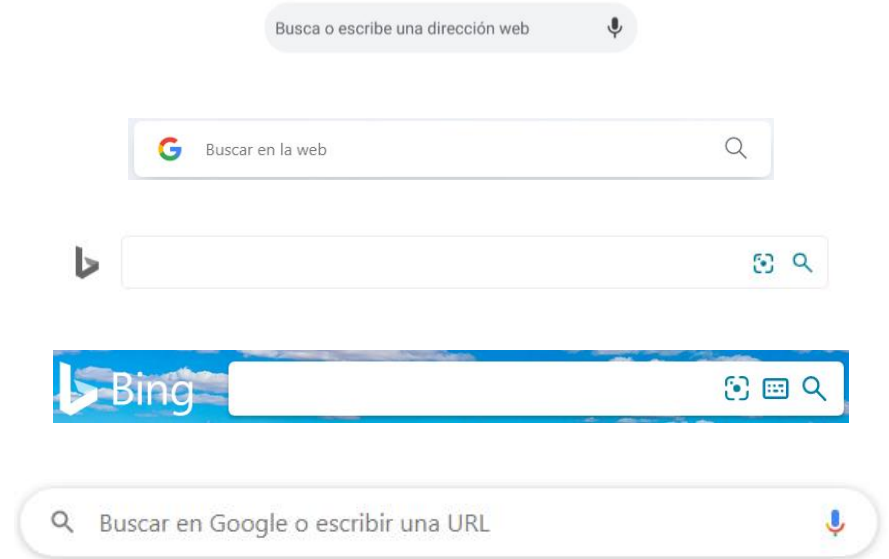 Busca o escribe una dirección web
Buscar en la web
Bing
Buscar en Google o escribir una URL